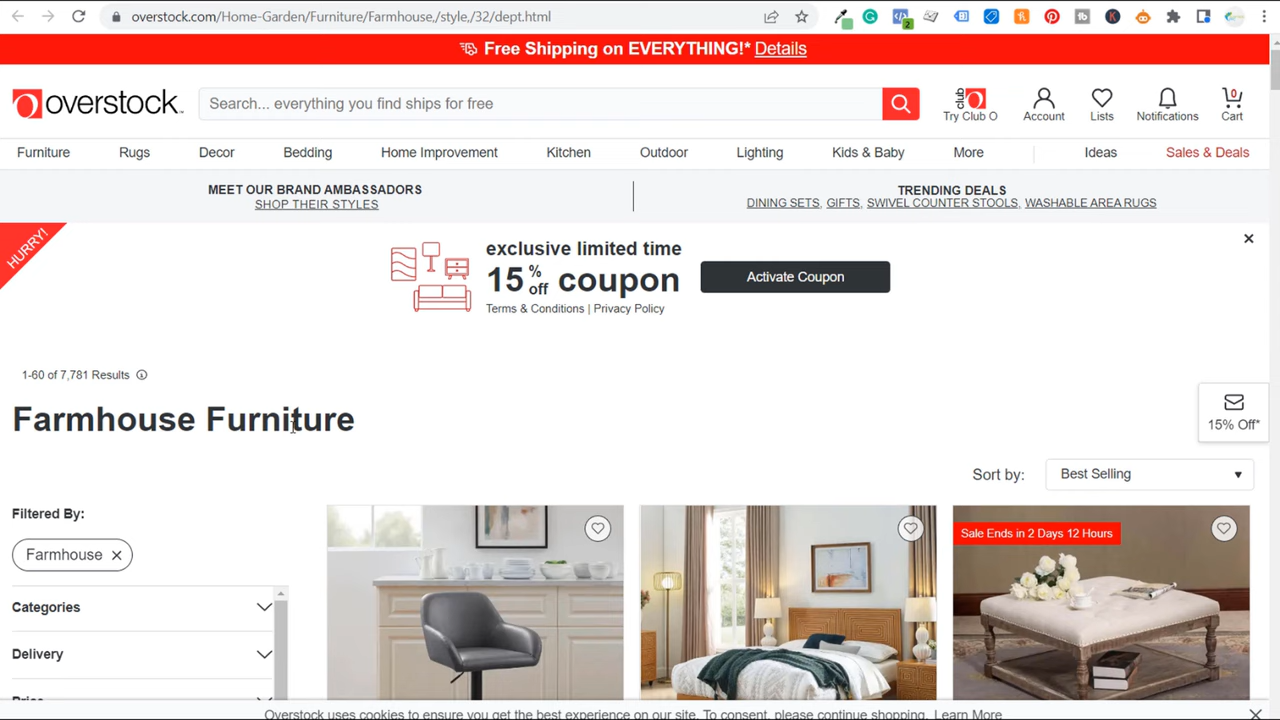 overstock.com/Home-Garden/Furniture/Farmhouse,/style,/32/dept.html
2
Free Shipping on EVERYTHING!* Details
overstock™
Search... everything you find ships for free
club O
Try Club O
Account
Lists
Notifications
0
Cart
Furniture
Rugs
Decor
Bedding
Home Improvement
Kitchen
Outdoor
Lighting
Kids & Baby
More
Ideas
Sales & Deals
MEET OUR BRAND AMBASSADORS
SHOP THEIR STYLES
TRENDING DEALS
DINING SETS, GIFTS, SWIVEL COUNTER STOOLS, WASHABLE AREA RUGS
HURRY!
exclusive limited time
15 % off coupon
Terms & Conditions | Privacy Policy
Activate Coupon
1-60 of 7,781 Results
Farmhouse Furniture
15% Off*
Sort by:
Best Selling
Filtered By:
Farmhouse
Categories
Delivery
Price
Sale Ends in 2 Days 12 Hours
Overstock uses cookies to ensure you get the best experience on our site. To consent, please continue shopping. Learn More